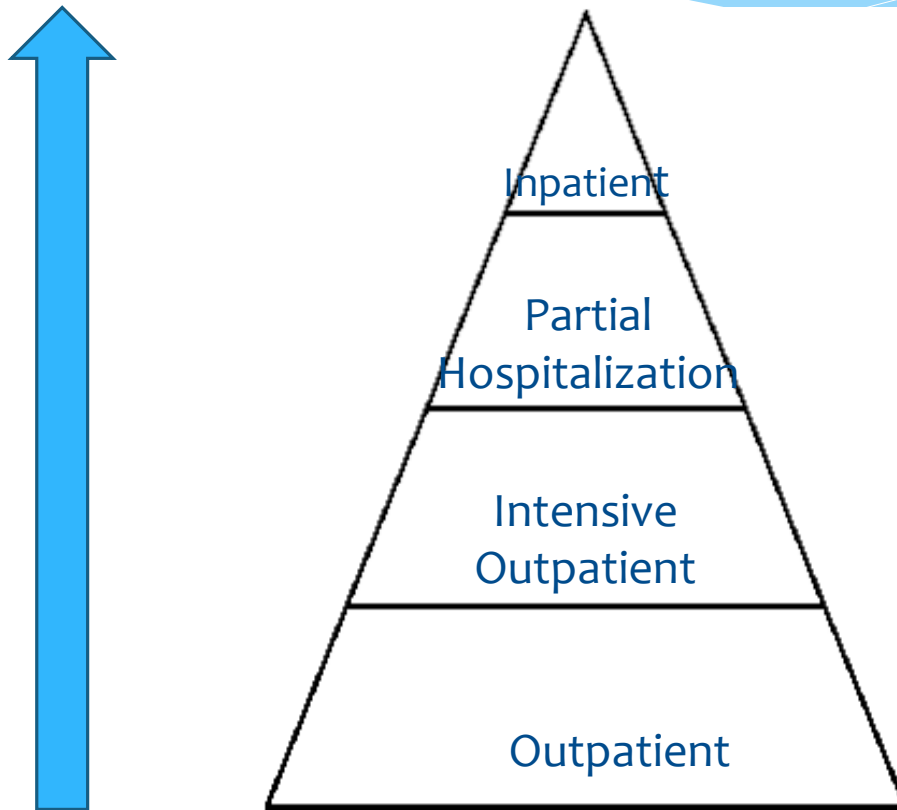 Inpatient
Partial
Hospitalization
Intensive
Outpatient
Outpatient